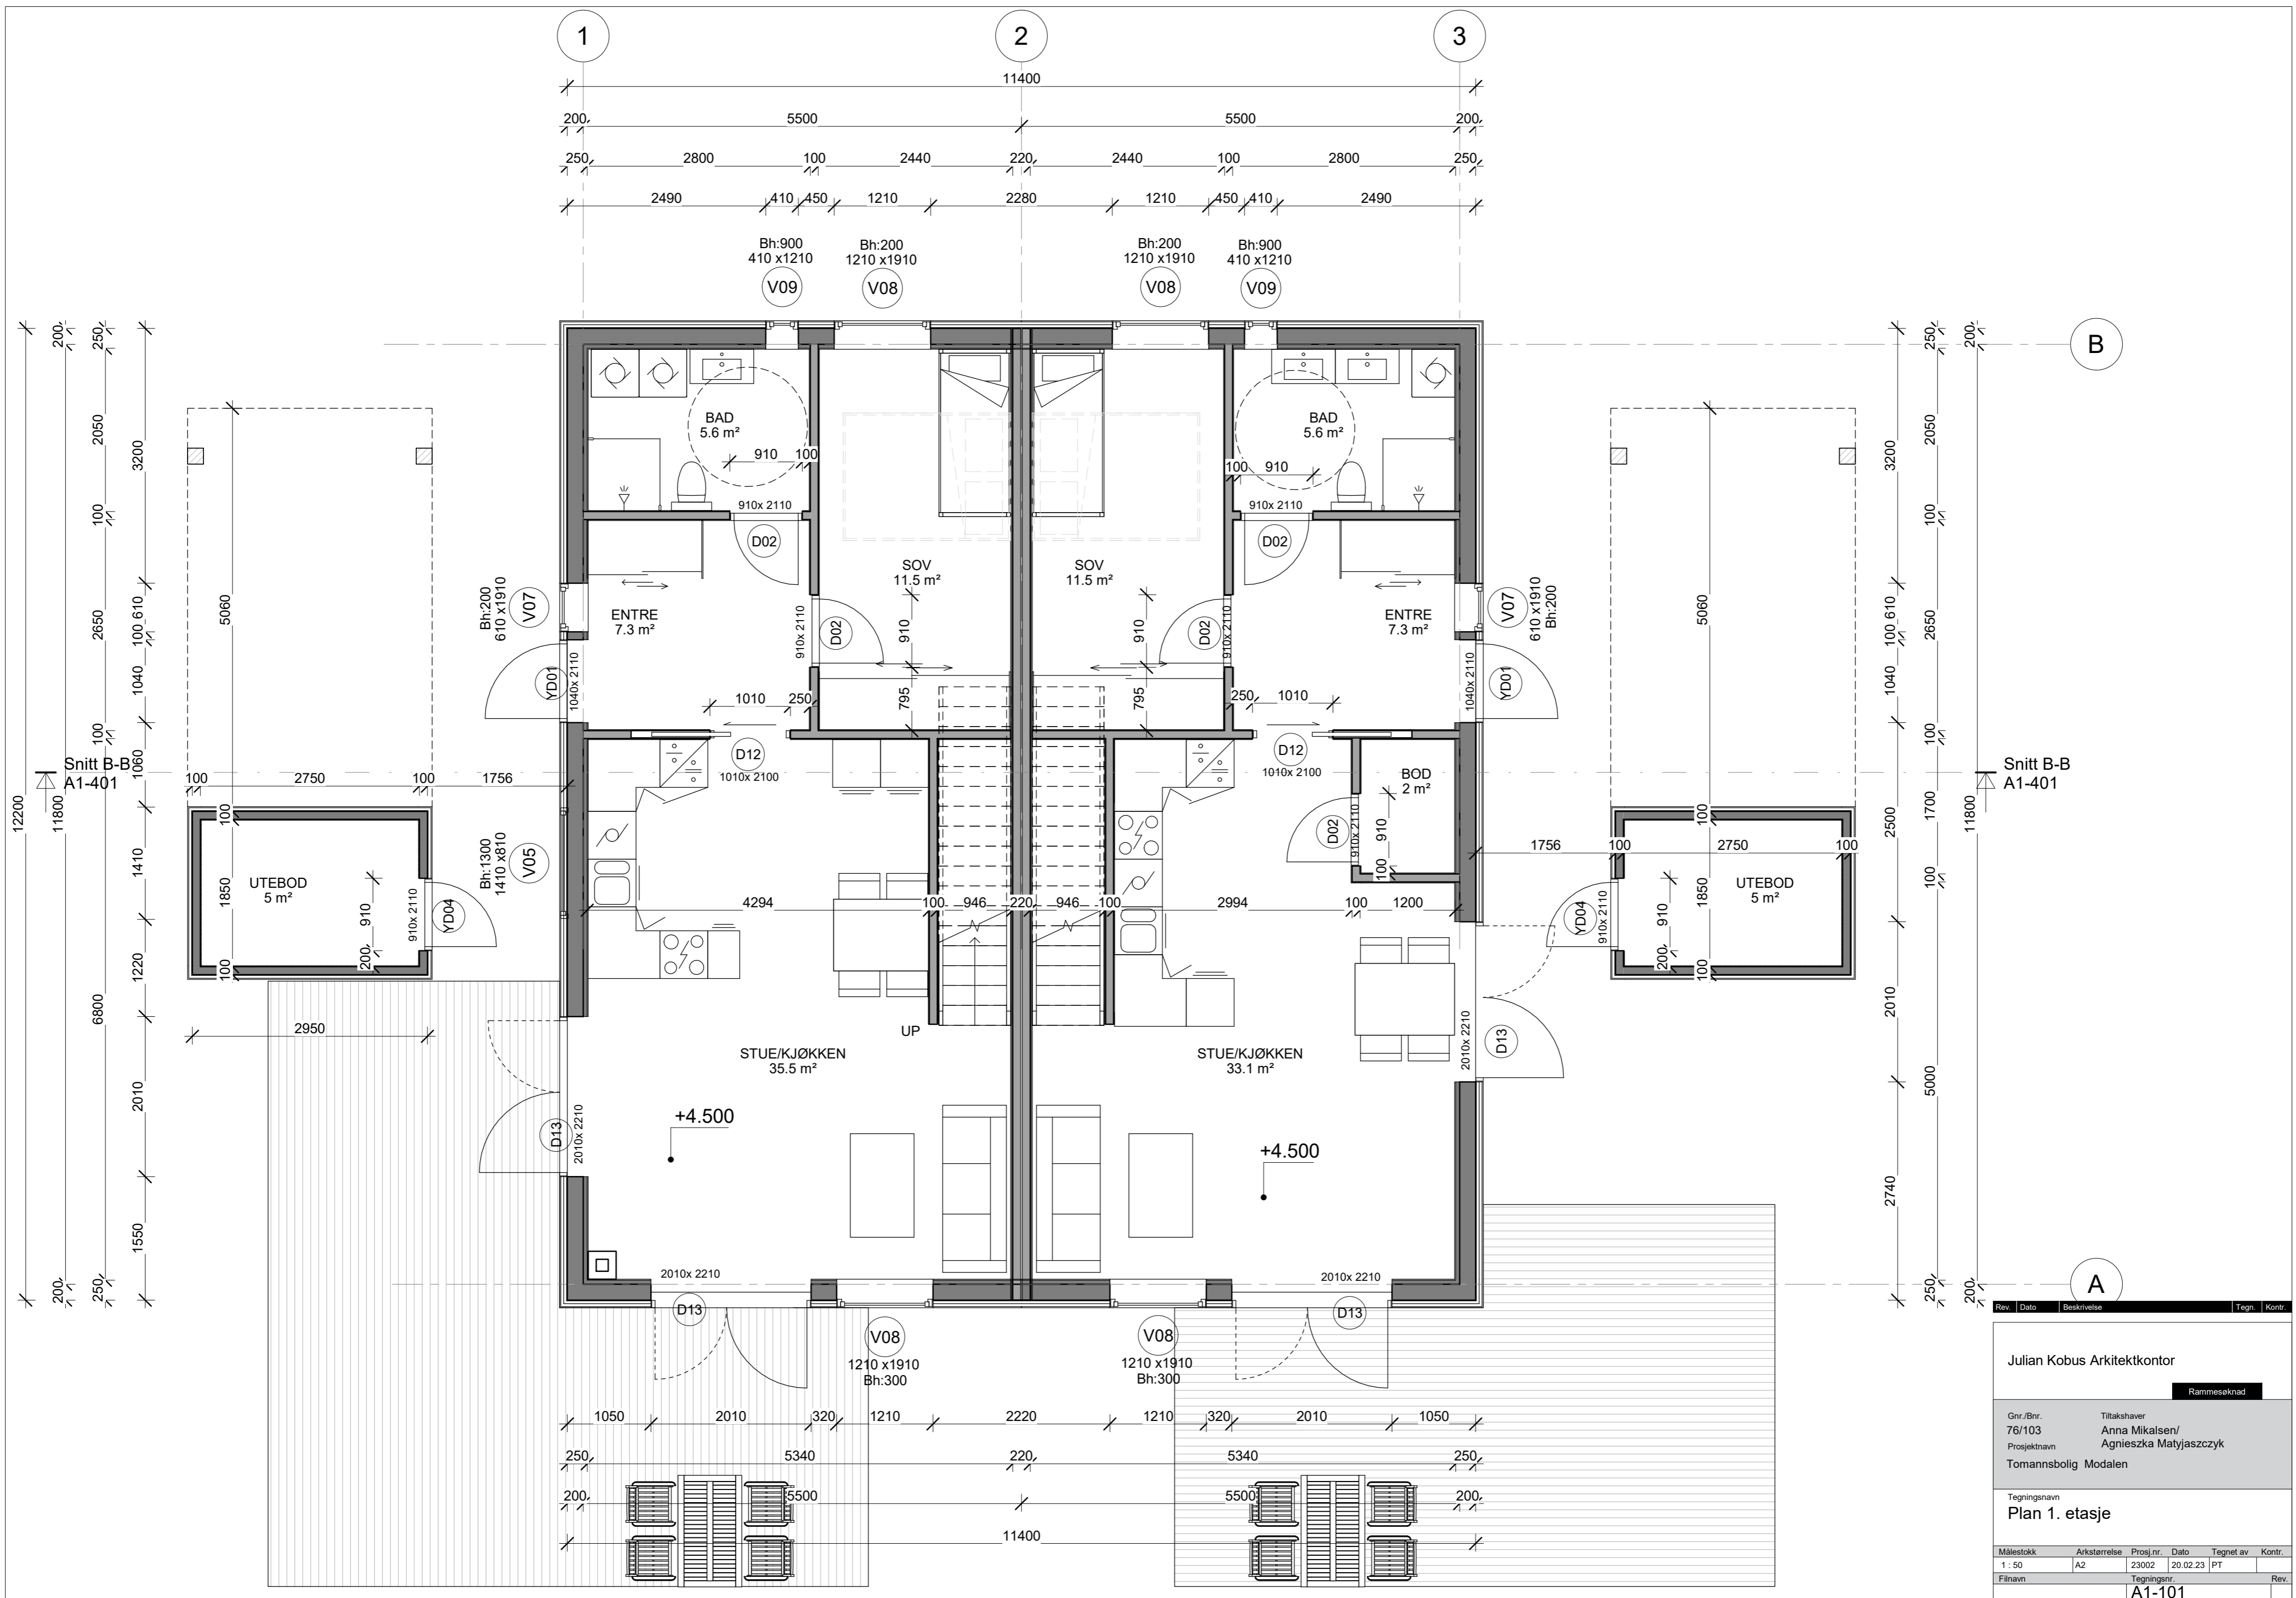 1
2
3
11400
200 5500 5500 200
250 2800 100 2440 220 2440 100 2800 250
2490 410 450 1210 2280 1210 450 410 2490
Bh:900
410 x1210
V09
Bh:200
1210 x1910
V08
Bh:200
1210 x1910
V08
Bh:900
410 x1210
V09
B
12200
200
11800
200
250
2050
100
2650
100
6800
250
3200
610
100
1040
1060
1410
1220
2010
1550
5060
BAD
5.6 m²
910 100
910x 2110
D02
SOV
11.5 m²
SOV
11.5 m²
BAD
5.6 m²
100 910
910x 2110
D02
ENTRE
7.3 m²
Bh:200
610 x1910
V07
YD01
1040x 2110
910x 2110
D02
910
795
1010 250
D12
1010x 2100
910
795
D02
910x 2110
ENTRE
7.3 m²
250 1010
D12
1010x 2100
V07
610 x1910
Bh:200
1040x 2110
YD01
5060
3200
610
100
1040
2500
2010
2740
250
2050
100
2650
100
1700
100
5000
250
200
11800
200
Snitt B-B
A1-401
Snitt B-B
A1-401
100 2750 100 1756
100
1850
100
UTEBOD
5 m²
910
200
910x 2110
YD04
2950
Bh:1300
1410 x810
V05
BOD
2 m²
D02
910x 2110
910
100
4294 100 946 220 946 100 2994 100 1200
1756 100 2750 100
100
1850
100
UTEBOD
5 m²
YD04
910x 2110
910
200
UP
STUE/KJØKKEN
35.5 m²
STUE/KJØKKEN
33.1 m²
+4.500
+4.500
D13
2010x 2210
2010x 2210
D13
2010x 2210
D13
2010x 2210
D13
V08
1210 x1910
Bh:300
V08
1210 x1910
Bh:300
1050 2010 320 1210 2220 1210 320 2010 1050
250 5340 220 5340 250
200 5500 5500 200
11400
A
Rev. Dato Beskrivelse Tegn. Kontr.
Julian Kobus Arkitektkontor
Rammesøknad
Gnr./Bnr. Tiltakshaver
76/103 Anna Mikalsen/
Prosjektnavn Agnieszka Matyjaszczyk
Tomannsbolig Modalen
Tegningsnavn
Plan 1. etasje
Målestokk Arkstørrelse Prosj.nr. Dato Tegnet av Kontr.
1 : 50 A2 23002 20.02.23 PT
Filnavn Tegningsnr. Rev.
A1-101